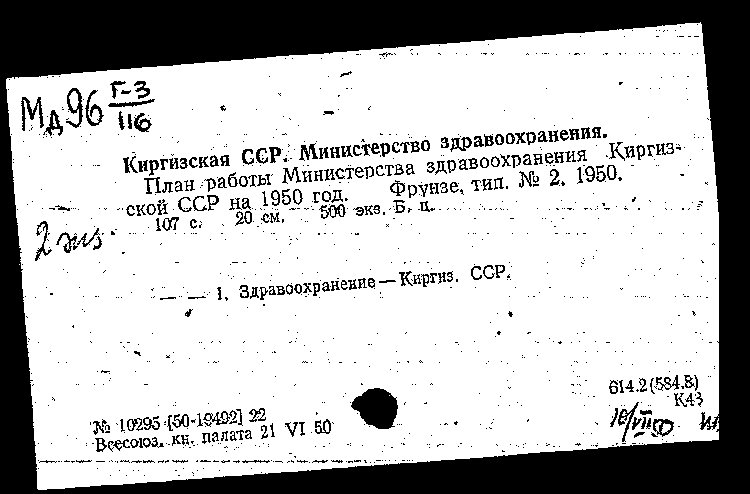 Мд96 Г-3
116
Киргизская ССР. Министерство здравоохранения.
План работы Министерства здравоохранения Киргиз-
ской ССР на 1950 год. Фрунзе, тип. № 2, 1950.
107 с. 20 см. 500 экз. Б. ц.
2 экз.
— — 1. Здравоохранение — Киргиз. ССР.
614.2(584.8)
К43
№ 10295 [50-19492] 22
Всесоюз. кн. палата 21 VI 50